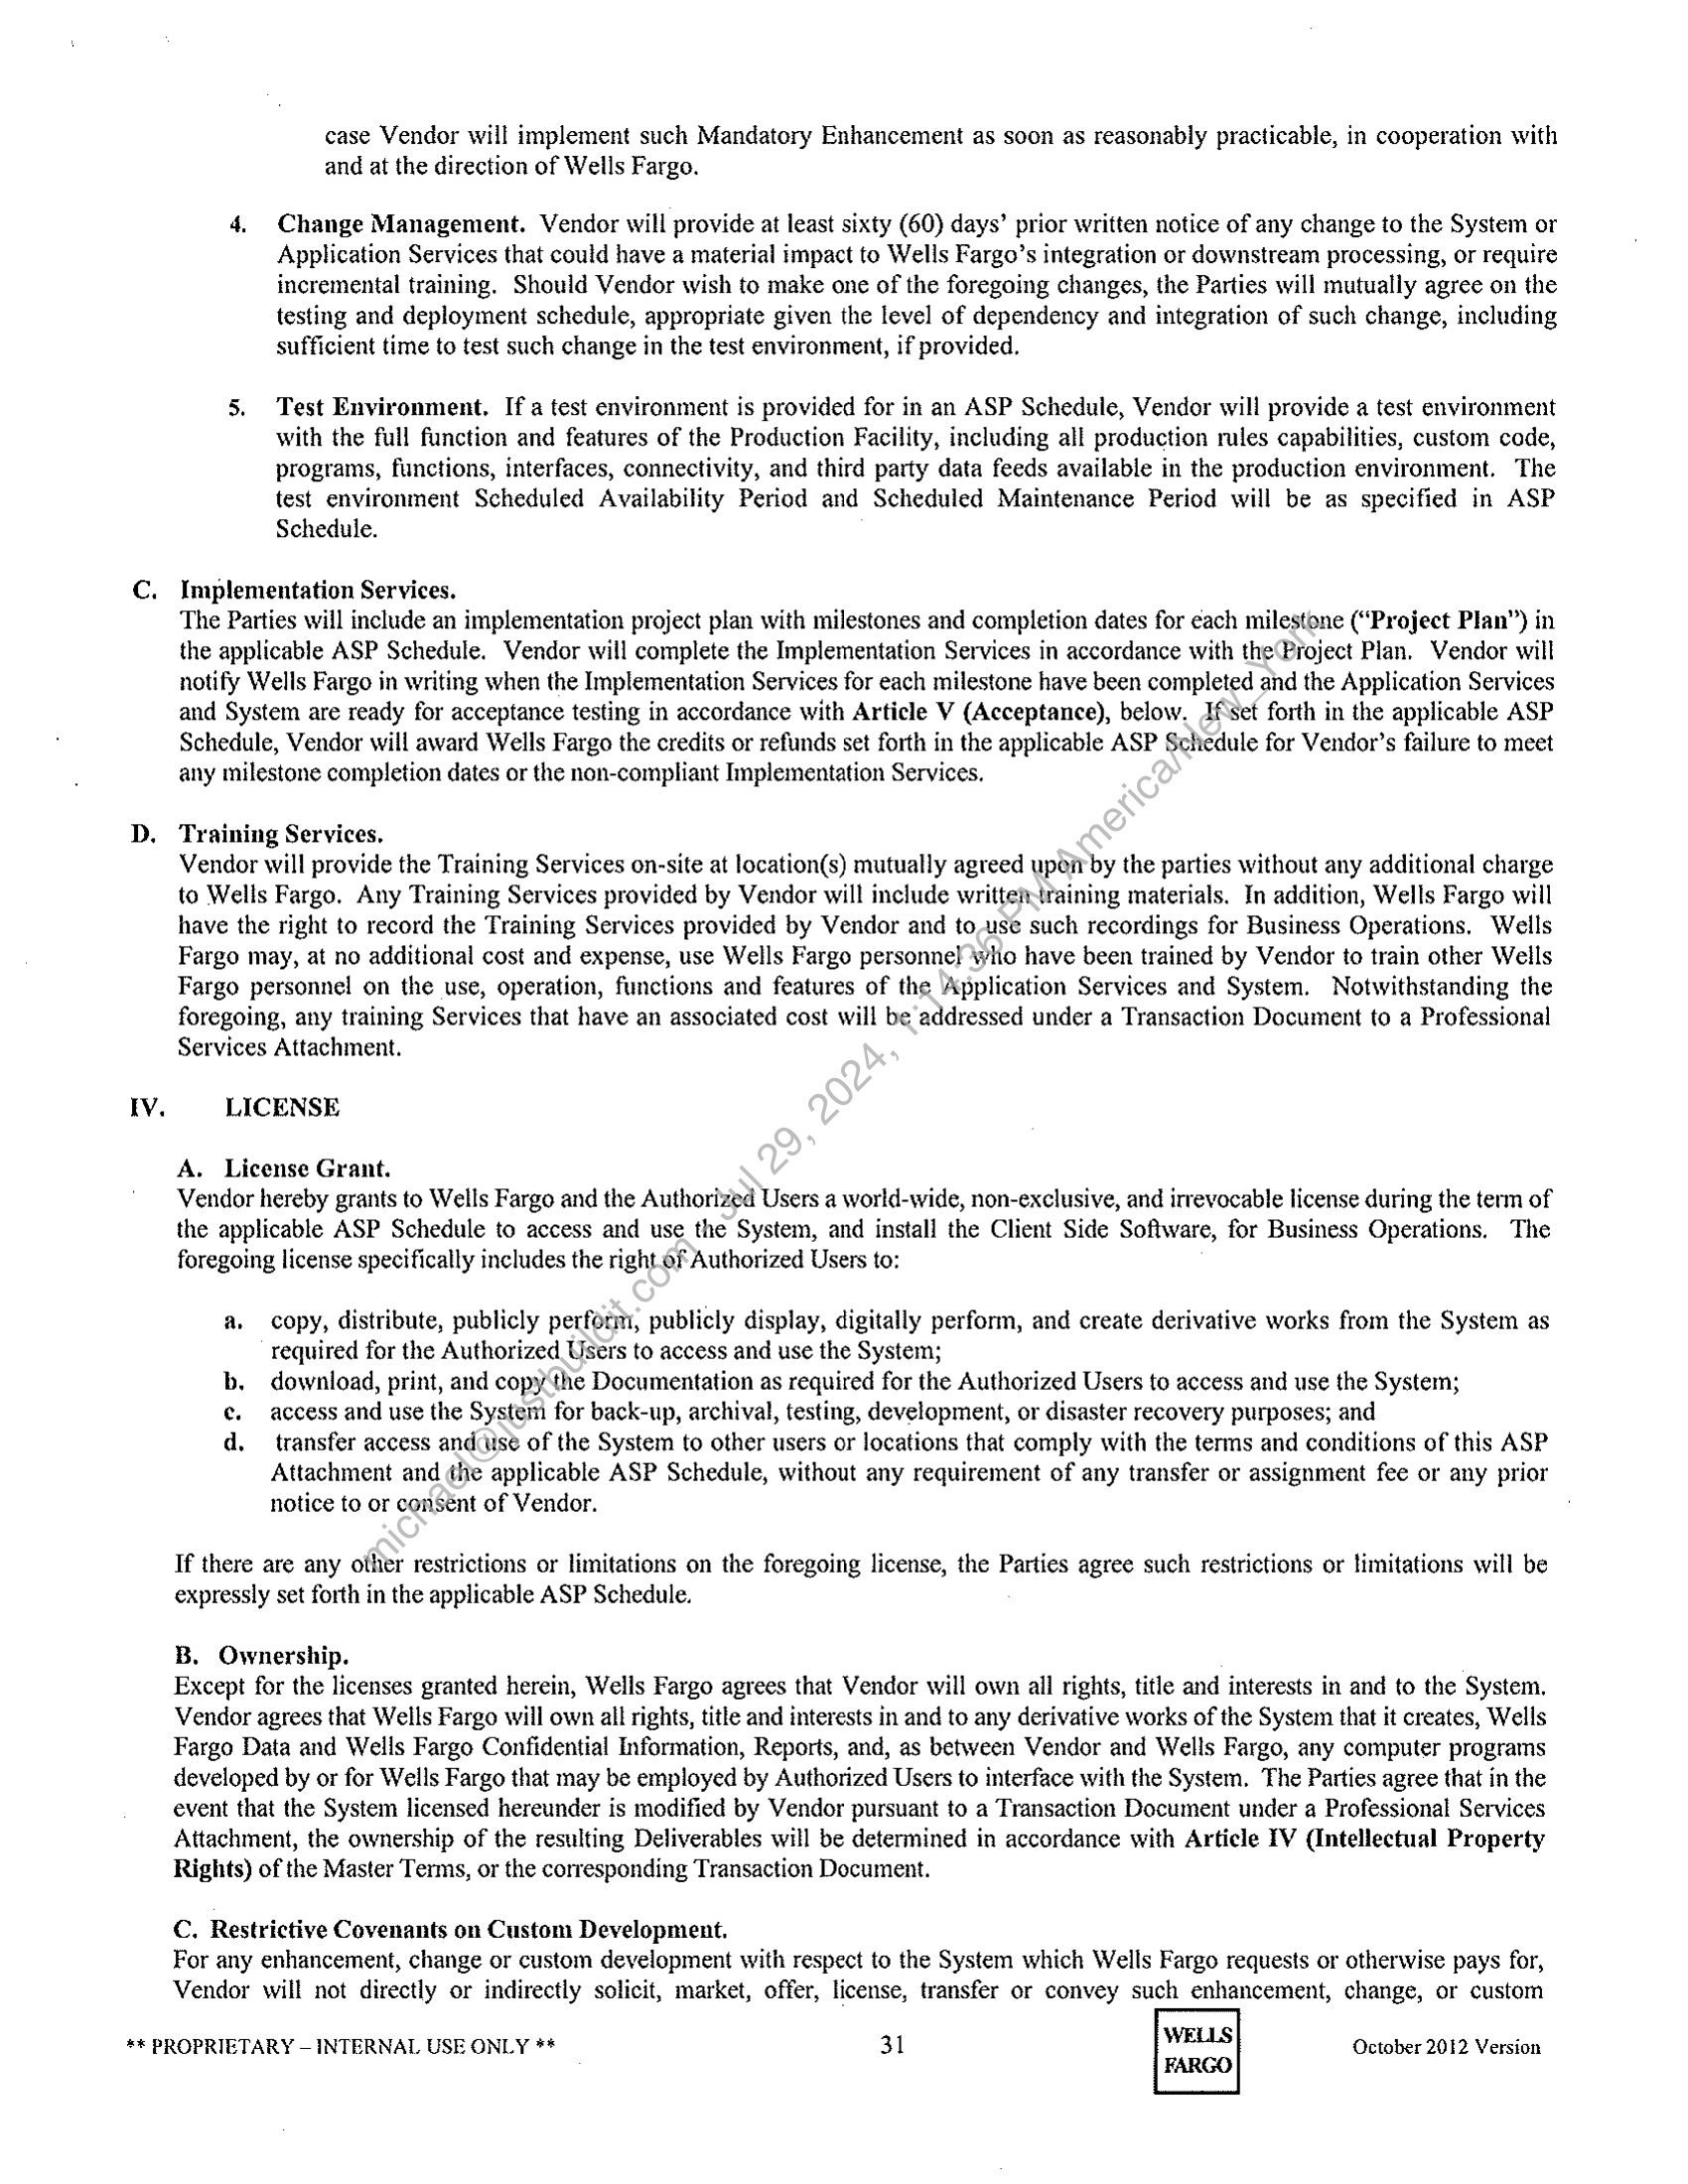 case Vendor will implement such Mandatory Enhancement as soon as reasonably practicable, in cooperation with
and at the direction of Wells Fargo.
4. Change Management. Vendor will provide at least sixty (60) days' prior written notice of any change to the System or
Application Services that could have a material impact to Wells Fargo's integration or downstream processing, or require
incremental training. Should Vendor wish to make one of the foregoing changes, the Parties will mutually agree on the
testing and deployment schedule, appropriate given the level of dependency and integration of such change, including
sufficient time to test such change in the test environment, if provided.
5. Test Environment. If a test environment is provided for in an ASP Schedule, Vendor will provide a test environment
with the full function and features of the Production Facility, including all production rules capabilities, custom code,
programs, functions, interfaces, connectivity, and third party data feeds available in the production environment. The
test environment Scheduled Availability Period and Scheduled Maintenance Period will be as specified in ASP
Schedule.
C. Implementation Services.
The Parties will include an implementation project plan with milestones and completion dates for each milestone ("Project Plan") in
the applicable ASP Schedule. Vendor will complete the Implementation Services in accordance with the Project Plan. Vendor will
notify Wells Fargo in writing when the Implementation Services for each milestone have been completed and the Application Services
and System are ready for acceptance testing in accordance with Article V (Acceptance), below. If set forth in the applicable ASP
Schedule, Vendor will award Wells Fargo the credits or refunds set forth in the applicable ASP Schedule for Vendor's failure to meet
any milestone completion dates or the non-compliant Implementation Services.
D. Training Services.
Vendor will provide the Training Services on-site at location(s) mutually agreed upon by the parties without any additional charge
to Wells Fargo. Any Training Services provided by Vendor will include written training materials. In addition, Wells Fargo will
have the right to record the Training Services provided by Vendor and to use such recordings for Business Operations. Wells
Fargo may, at no additional cost and expense, use Wells Fargo personnel who have been trained by Vendor to train other Wells
Fargo personnel on the use, operation, functions and features of the Application Services and System. Notwithstanding the
foregoing, any training Services that have an associated cost will be addressed under a Transaction Document to a Professional
Services Attachment.
IV. LICENSE
A. License Grant.
Vendor hereby grants to Wells Fargo and the Authorized Users a world-wide, non-exclusive, and irrevocable license during the term of
the applicable ASP Schedule to access and use the System, and install the Client Side Software, for Business Operations. The
foregoing license specifically includes the right of Authorized Users to:
a. copy, distribute, publicly perform, publicly display, digitally perform, and create derivative works from the System as
required for the Authorized Users to access and use the System;
b. download, print, and copy the Documentation as required for the Authorized Users to access and use the System;
c. access and use the System for back-up, archival, testing, development, or disaster recovery purposes; and
d. transfer access and use of the System to other users or locations that comply with the terms and conditions of this ASP
Attachment and the applicable ASP Schedule, without any requirement of any transfer or assignment fee or any prior
notice to or consent of Vendor.
If there are any other restrictions or limitations on the foregoing license, the Parties agree such restrictions or limitations will be
expressly set forth in the applicable ASP Schedule.
B. Ownership.
Except for the licenses granted herein, Wells Fargo agrees that Vendor will own all rights, title and interests in and to the System.
Vendor agrees that Wells Fargo will own all rights, title and interests in and to any derivative works of the System that it creates, Wells
Fargo Data and Wells Fargo Confidential Information, Reports, and, as between Vendor and Wells Fargo, any computer programs
developed by or for Wells Fargo that may be employed by Authorized Users to interface with the System. The Parties agree that in the
event that the System licensed hereunder is modified by Vendor pursuant to a Transaction Document under a Professional Services
Attachment, the ownership of the resulting Deliverables will be determined in accordance with Article IV (Intellectual Property
Rights) of the Master Terms, or the corresponding Transaction Document.
C. Restrictive Covenants on Custom Development.
For any enhancement, change or custom development with respect to the System which Wells Fargo requests or otherwise pays for,
Vendor will not directly or indirectly solicit, market, offer, license, transfer or convey such enhancement, change, or custom
** PROPRIETARY – INTERNAL USE ONLY **
31
WELLS
FARGO
October 2012 Version
michael@justbuildit.com - Jul 29, 2024, 1:14:36 PM America/New_York